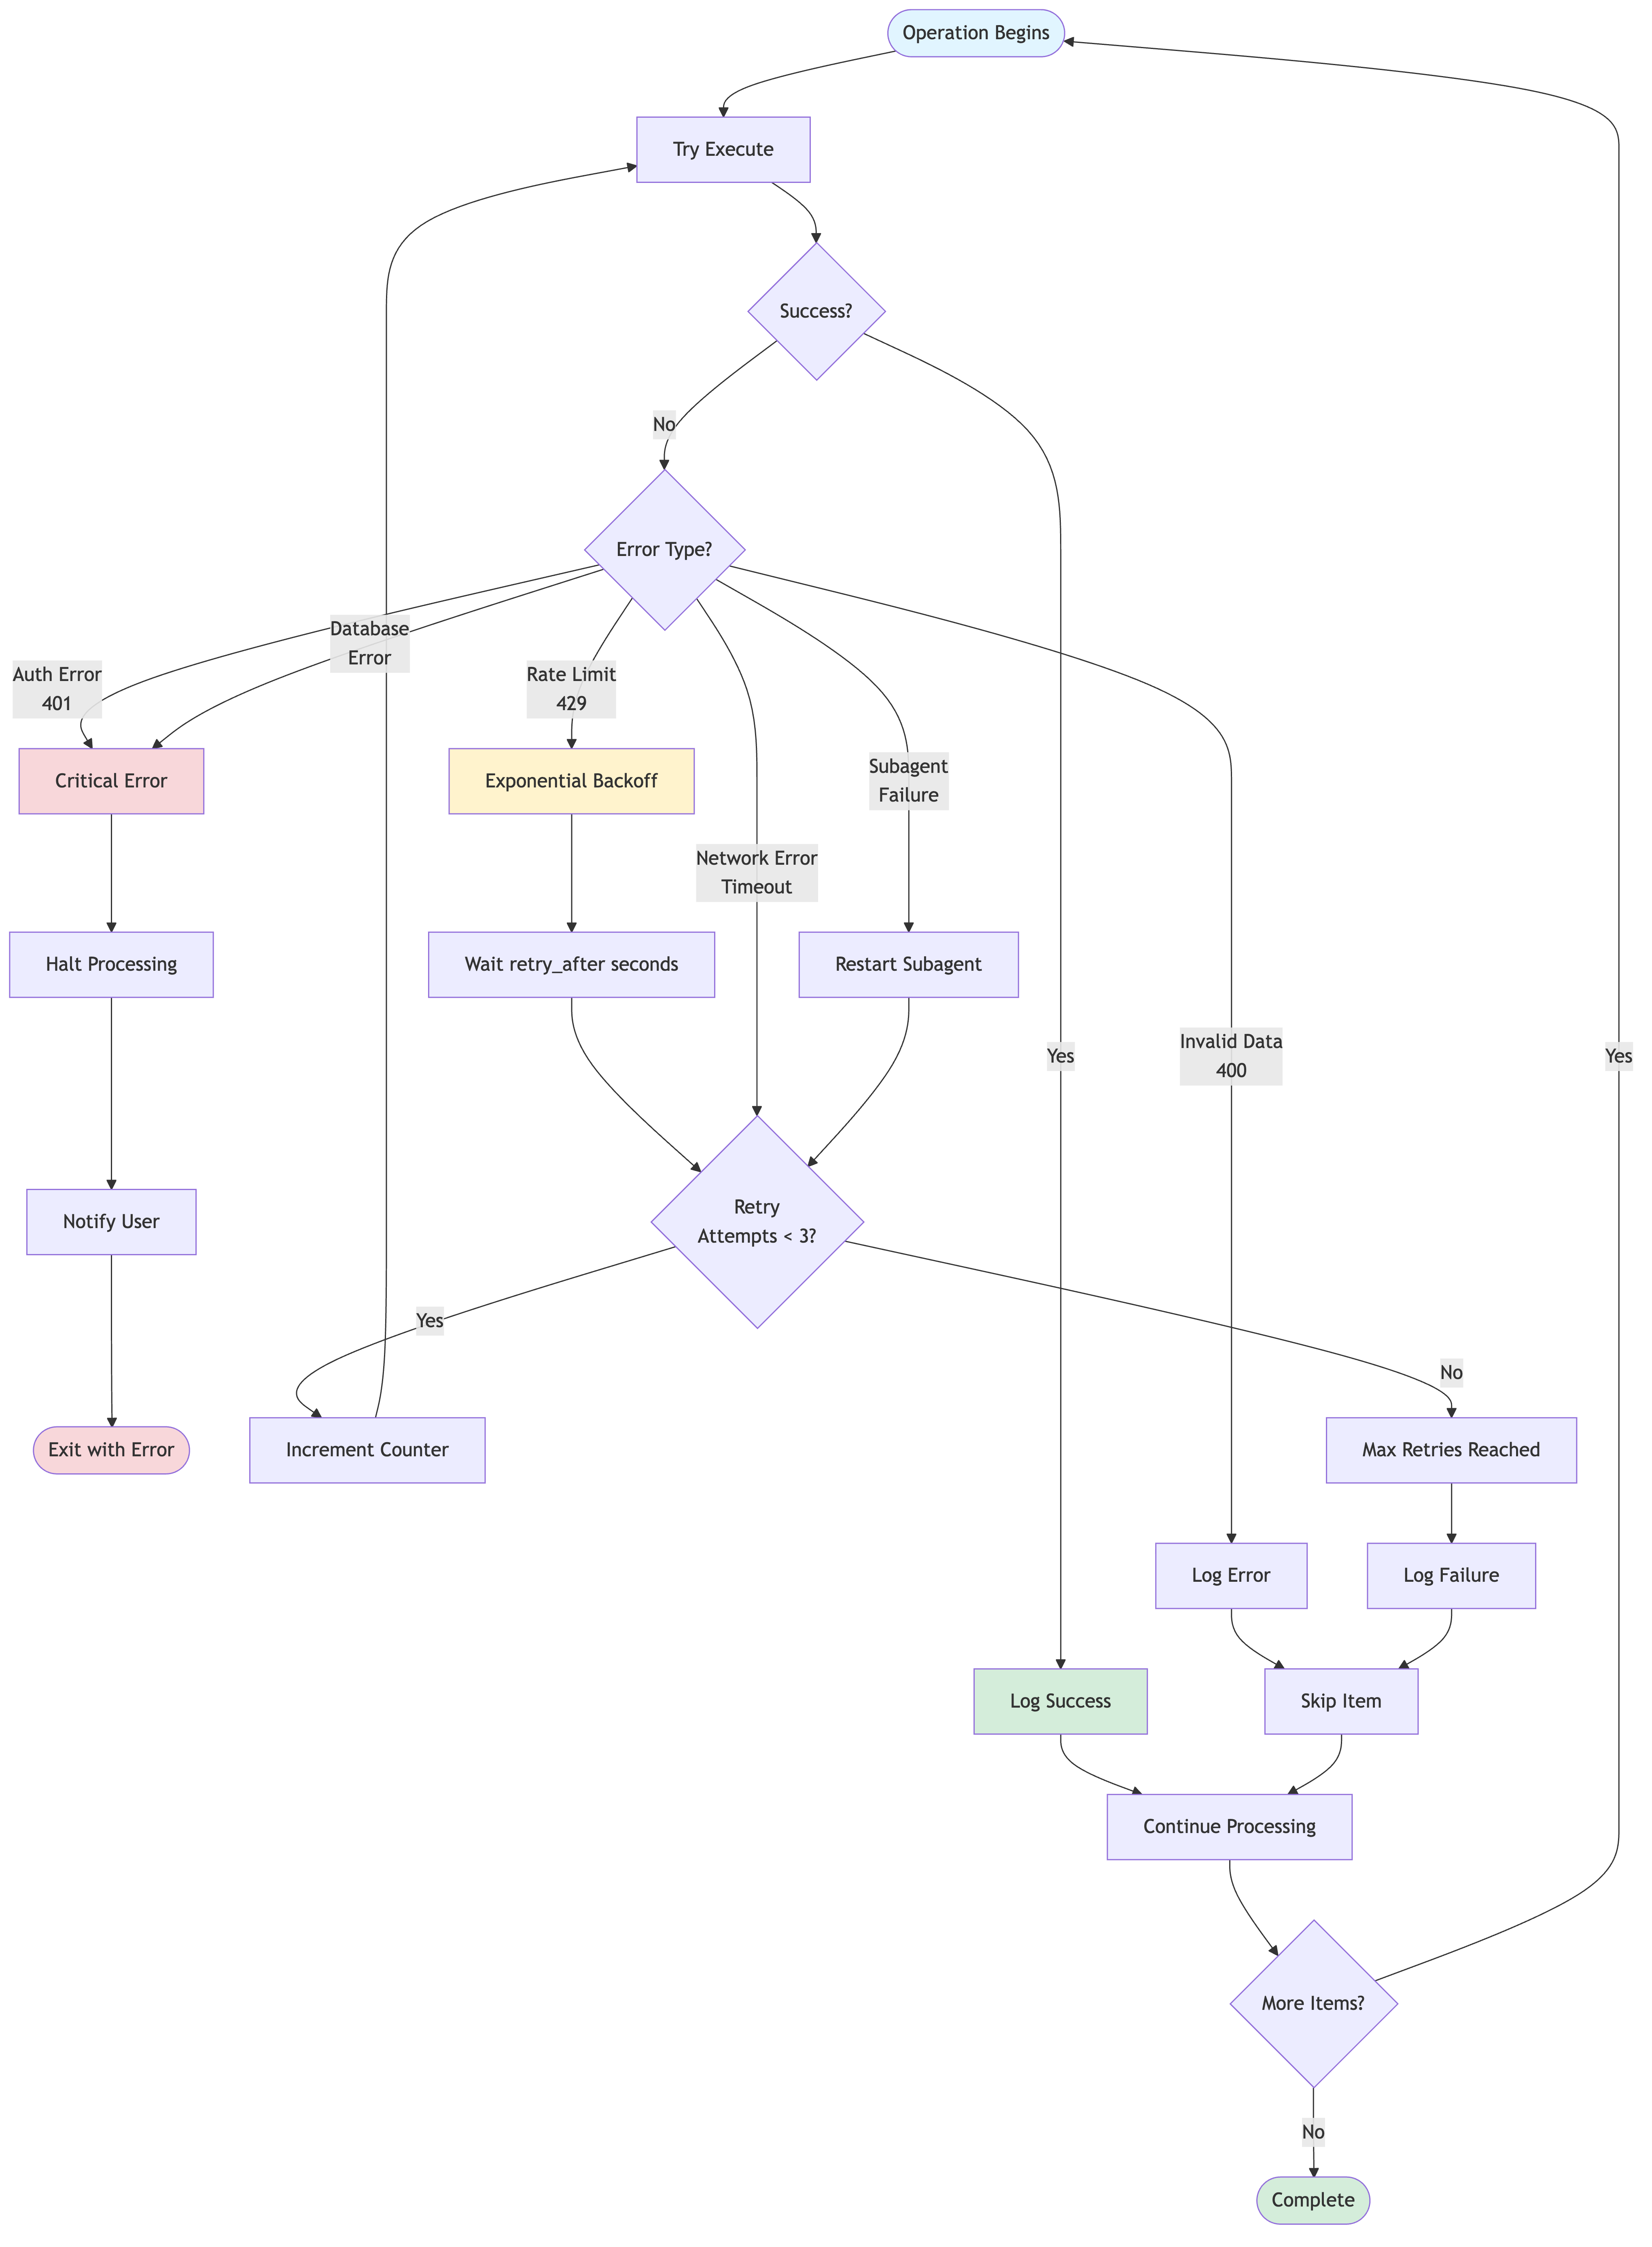 Operation Begins
Try Execute
Success?
No
Error Type?
Database
Error
Auth Error
401
Rate Limit
429
Critical Error
Exponential Backoff
Subagent
Failure
Network Error
Timeout
Halt Processing
Wait retry_after seconds
Restart Subagent
Yes
Invalid Data
400
Yes
Notify User
Retry
Attempts < 3?
Yes
No
Exit with Error
Increment Counter
Max Retries Reached
Log Error
Log Failure
Log Success
Skip Item
Continue Processing
More Items?
No
Complete